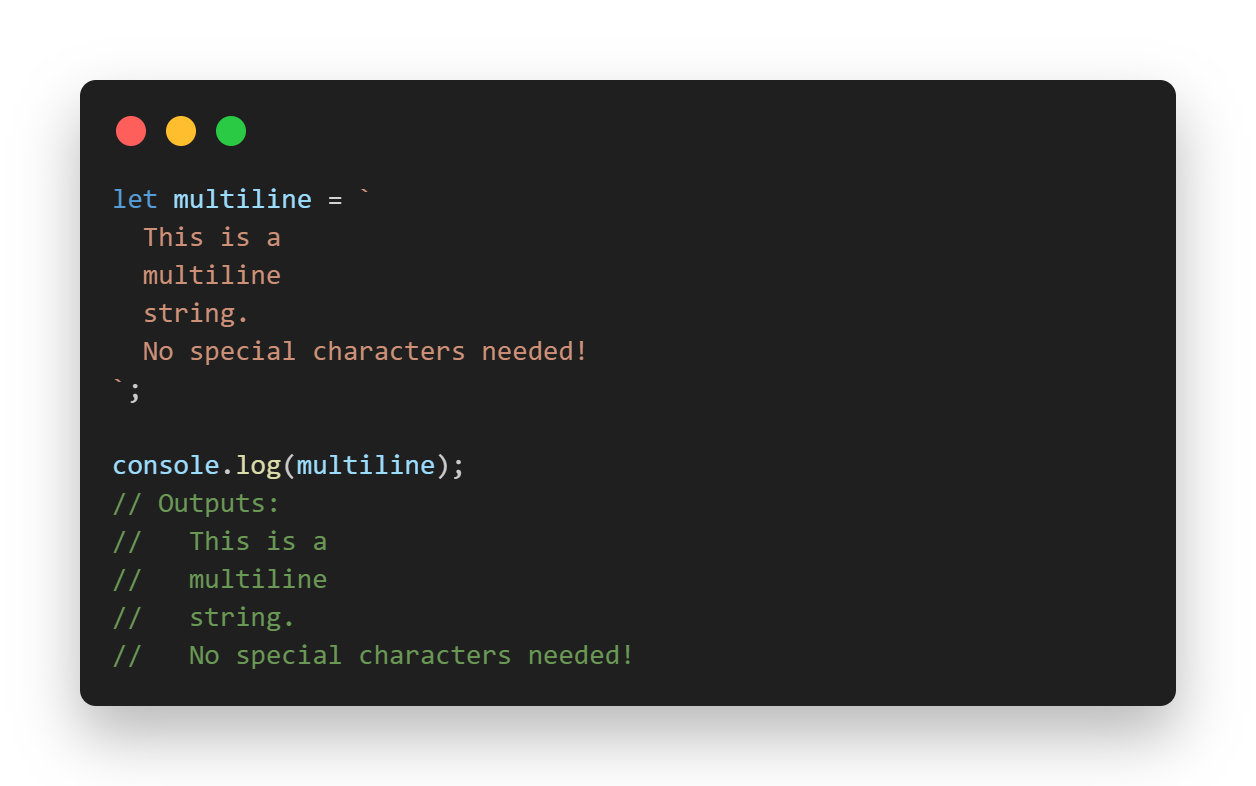 let multiline = `
  This is a
  multiline
  string.
  No special characters needed!
`;

console.log(multiline);
// Outputs:
//   This is a
//   multiline
//   string.
//   No special characters needed!